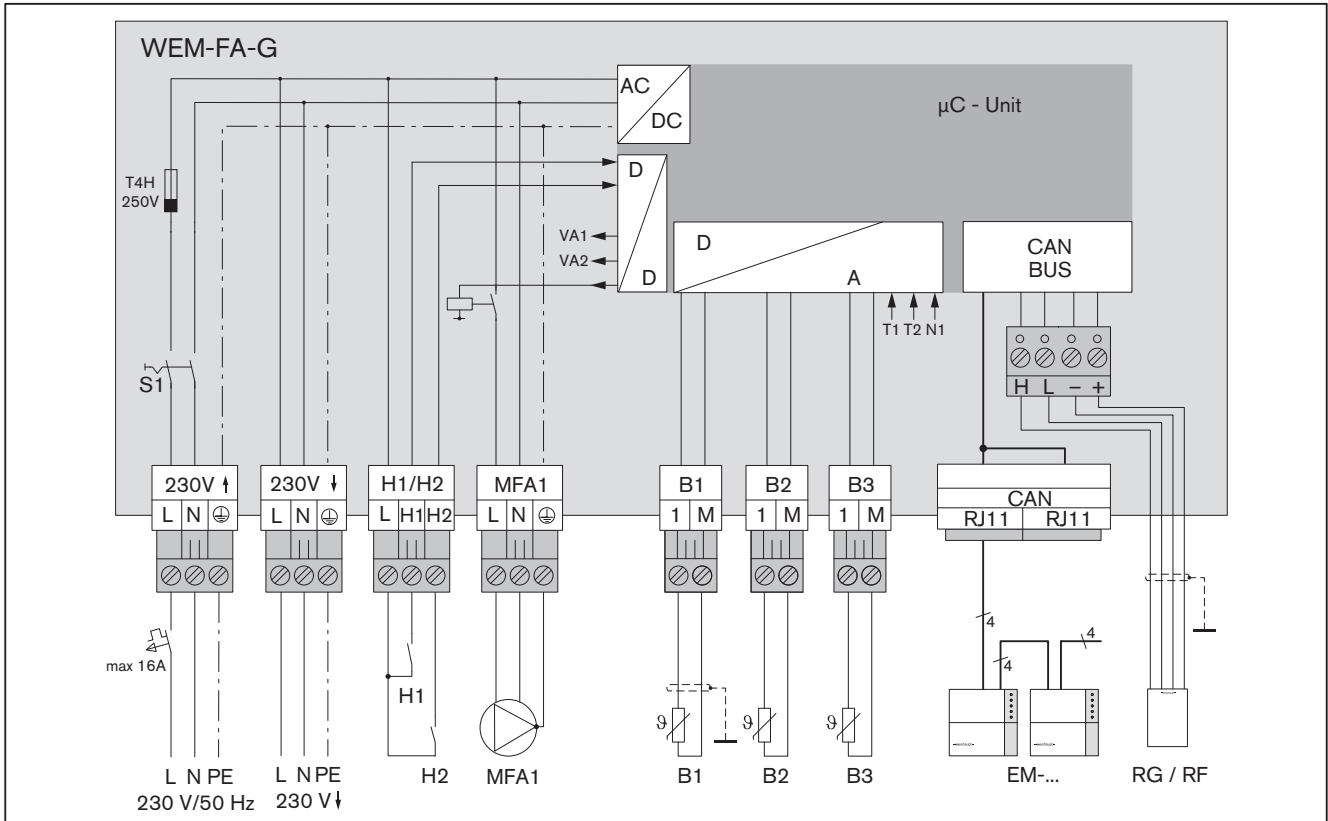 WEM-FA-G
AC
DC
µC - Unit
T4H
250V
D
D
VA1
VA2
D
A
T1 T2 N1
CAN
BUS
H L – +
S1
230V
L N
230V
L N
H1/H2
L H1 H2
MFA1
L N
B1
1 M
B2
1 M
B3
1 M
CAN
RJ11 RJ11
max 16A
H1
H2
MFA1
ϑ
ϑ
ϑ
B1
B2
B3
4
4
4
EM-...
RG / RF
L N PE
230 V/50 Hz
L N PE
230 V